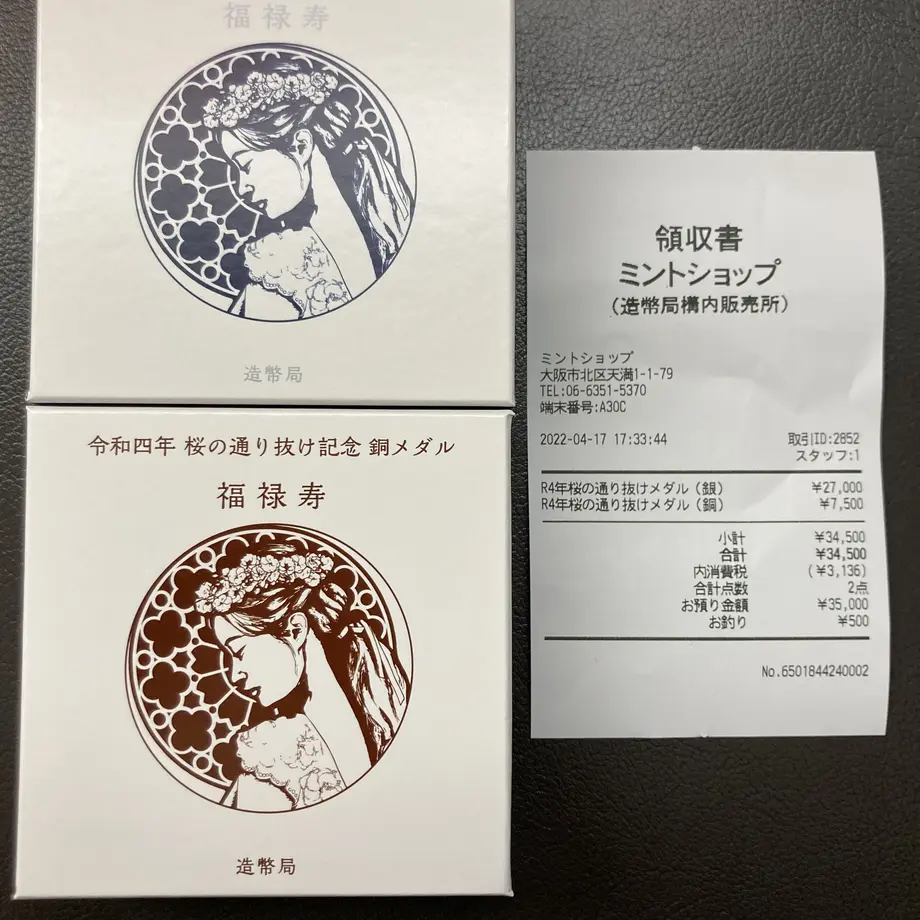 福禄寿
造幣局
令和四年 桜の通り抜け記念 銅メダル
福禄寿
造幣局
領収書
ミントショップ
(造幣局構内販売所)
ミントショップ
大阪市北区天満1-1-79
TEL:06-6351-5370
端末番号:A30C
2022-04-17 17:33:44 取引ID:2852
スタッフ:1
R4年桜の通り抜けメダル(銀) ¥27,000
R4年桜の通り抜けメダル(銅) ¥7,500
小計 ¥34,500
合計 ¥34,500
内消費税 (¥3,136)
合計点数 2点
お預り金額 ¥35,000
お釣り ¥500
No.6501844240002